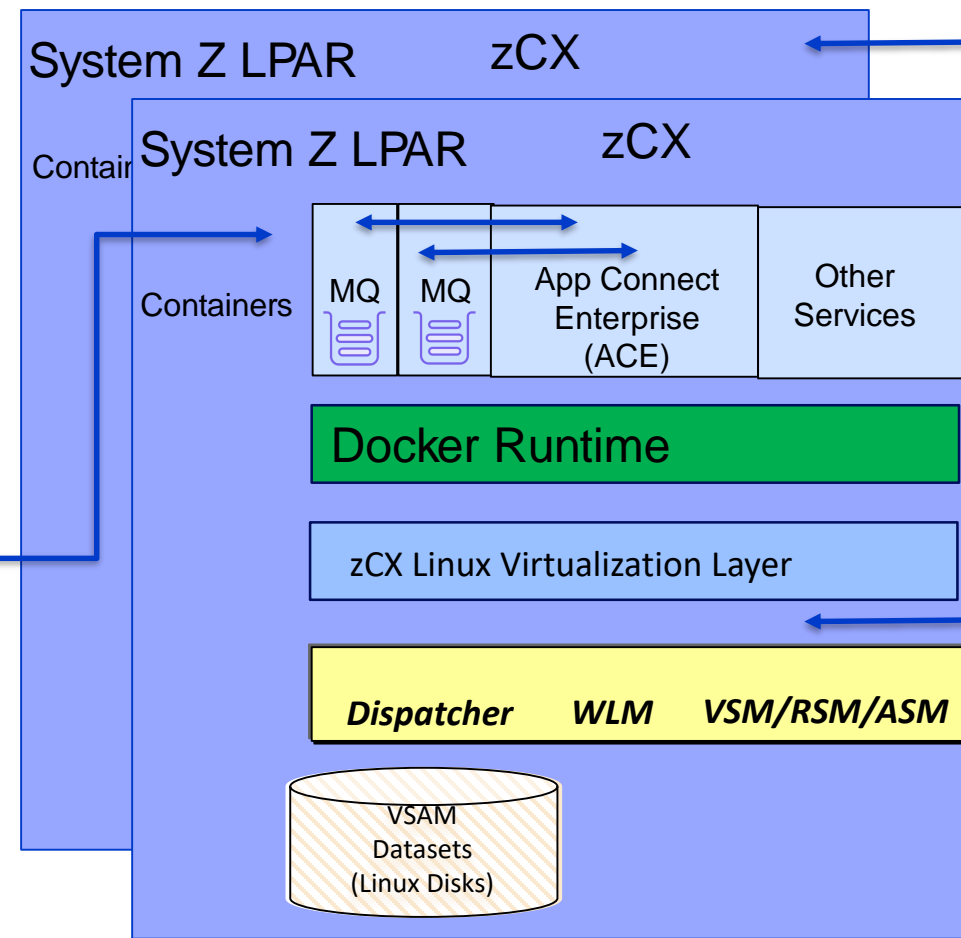 System Z LPAR zCX
Contain
System Z LPAR zCX
Containers
MQ
MQ
App Connect
Enterprise
(ACE)
Other
Services
Docker Runtime
zCX Linux Virtualization Layer
Dispatcher WLM VSM/RSM/ASM
VSAM
Datasets
(Linux Disks)